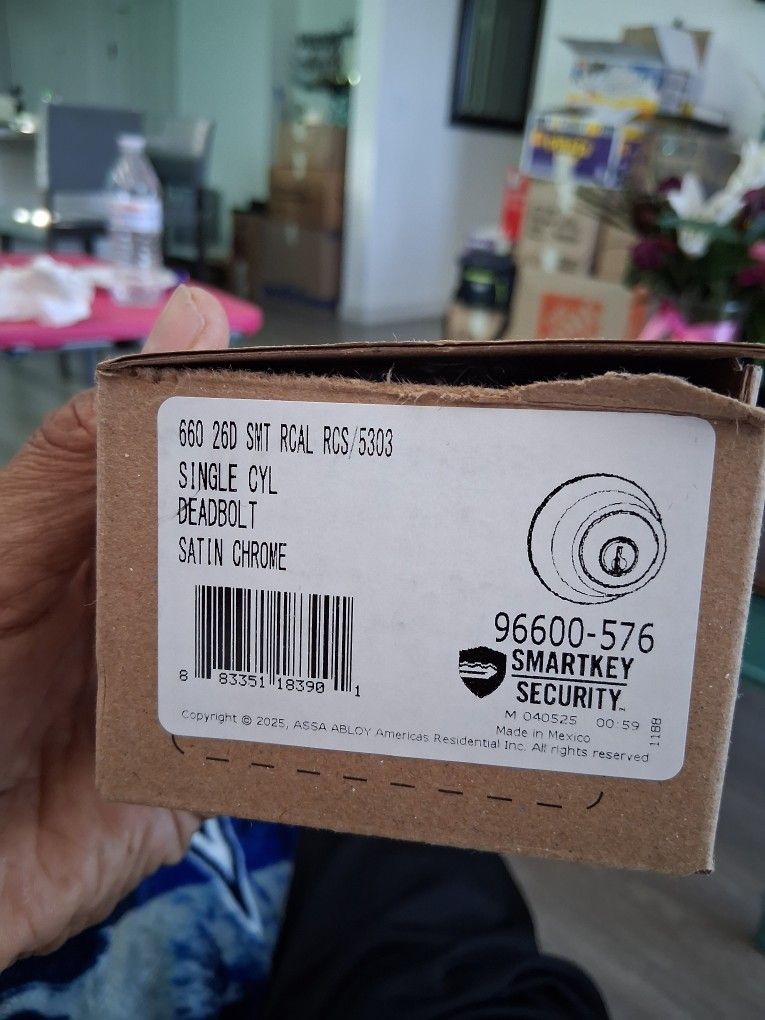 660 26D SMT RCAL RCS/5303
SINGLE CYL
DEADBOLT
SATIN CHROME
8 83351 18390 1
96600-576
SMARTKEY
SECURITY™
M 040525 00:59
Made in Mexico
1188
Copyright © 2025, ASSA ABLOY Americas Residential Inc. All rights reserved